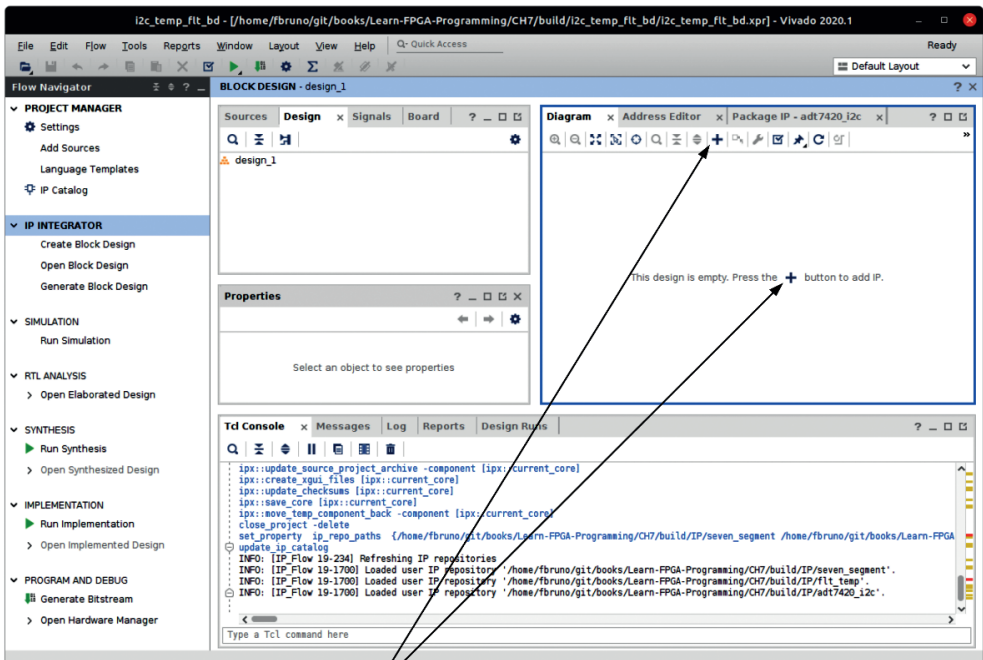 i2c_temp_flt_bd - [/home/fbruno/git/books/Learn-FPGA-Programming/CH7/build/i2c_temp_flt_bd/i2c_temp_flt_bd.xpr] - Vivado 2020.1
File Edit Flow Tools Reports Window Layout View Help Q- Quick Access Ready
Default Layout
Flow Navigator
PROJECT MANAGER
Settings
Add Sources
Language Templates
IP Catalog
IP INTEGRATOR
Create Block Design
Open Block Design
Generate Block Design
SIMULATION
Run Simulation
RTL ANALYSIS
Open Elaborated Design
SYNTHESIS
Run Synthesis
Open Synthesized Design
IMPLEMENTATION
Run Implementation
Open Implemented Design
PROGRAM AND DEBUG
Generate Bitstream
Open Hardware Manager
BLOCK DESIGN - design_1
Sources Design Signals Board
design_1
Properties
Select an object to see properties
Diagram Address Editor Package IP - adt7420_i2c
This design is empty. Press the + button to add IP.
Tcl Console Messages Log Reports Design Runs
ipx::update_source_project_archive -component [ipx::current_core]
ipx::create_xgui_files [ipx::current_core]
ipx::update_checksums [ipx::current_core]
ipx::save_core [ipx::current_core]
ipx::move_temp_component_back -component [ipx::current_core]
close_project -delete
set_property ip_repo_paths {/home/fbruno/git/books/Learn-FPGA-Programming/CH7/build/IP/seven_segment /home/fbruno/git/books/Learn-FPGA
update_ip_catalog
INFO: [IP_Flow 19-234] Refreshing IP repositories
INFO: [IP_Flow 19-1700] Loaded user IP repository '/home/fbruno/git/books/Learn-FPGA-Programming/CH7/build/IP/seven_segment'.
INFO: [IP_Flow 19-1700] Loaded user IP repository '/home/fbruno/git/books/Learn-FPGA-Programming/CH7/build/IP/flt_temp'.
INFO: [IP_Flow 19-1700] Loaded user IP repository '/home/fbruno/git/books/Learn-FPGA-Programming/CH7/build/IP/adt7420_i2c'.
Type a Tcl command here